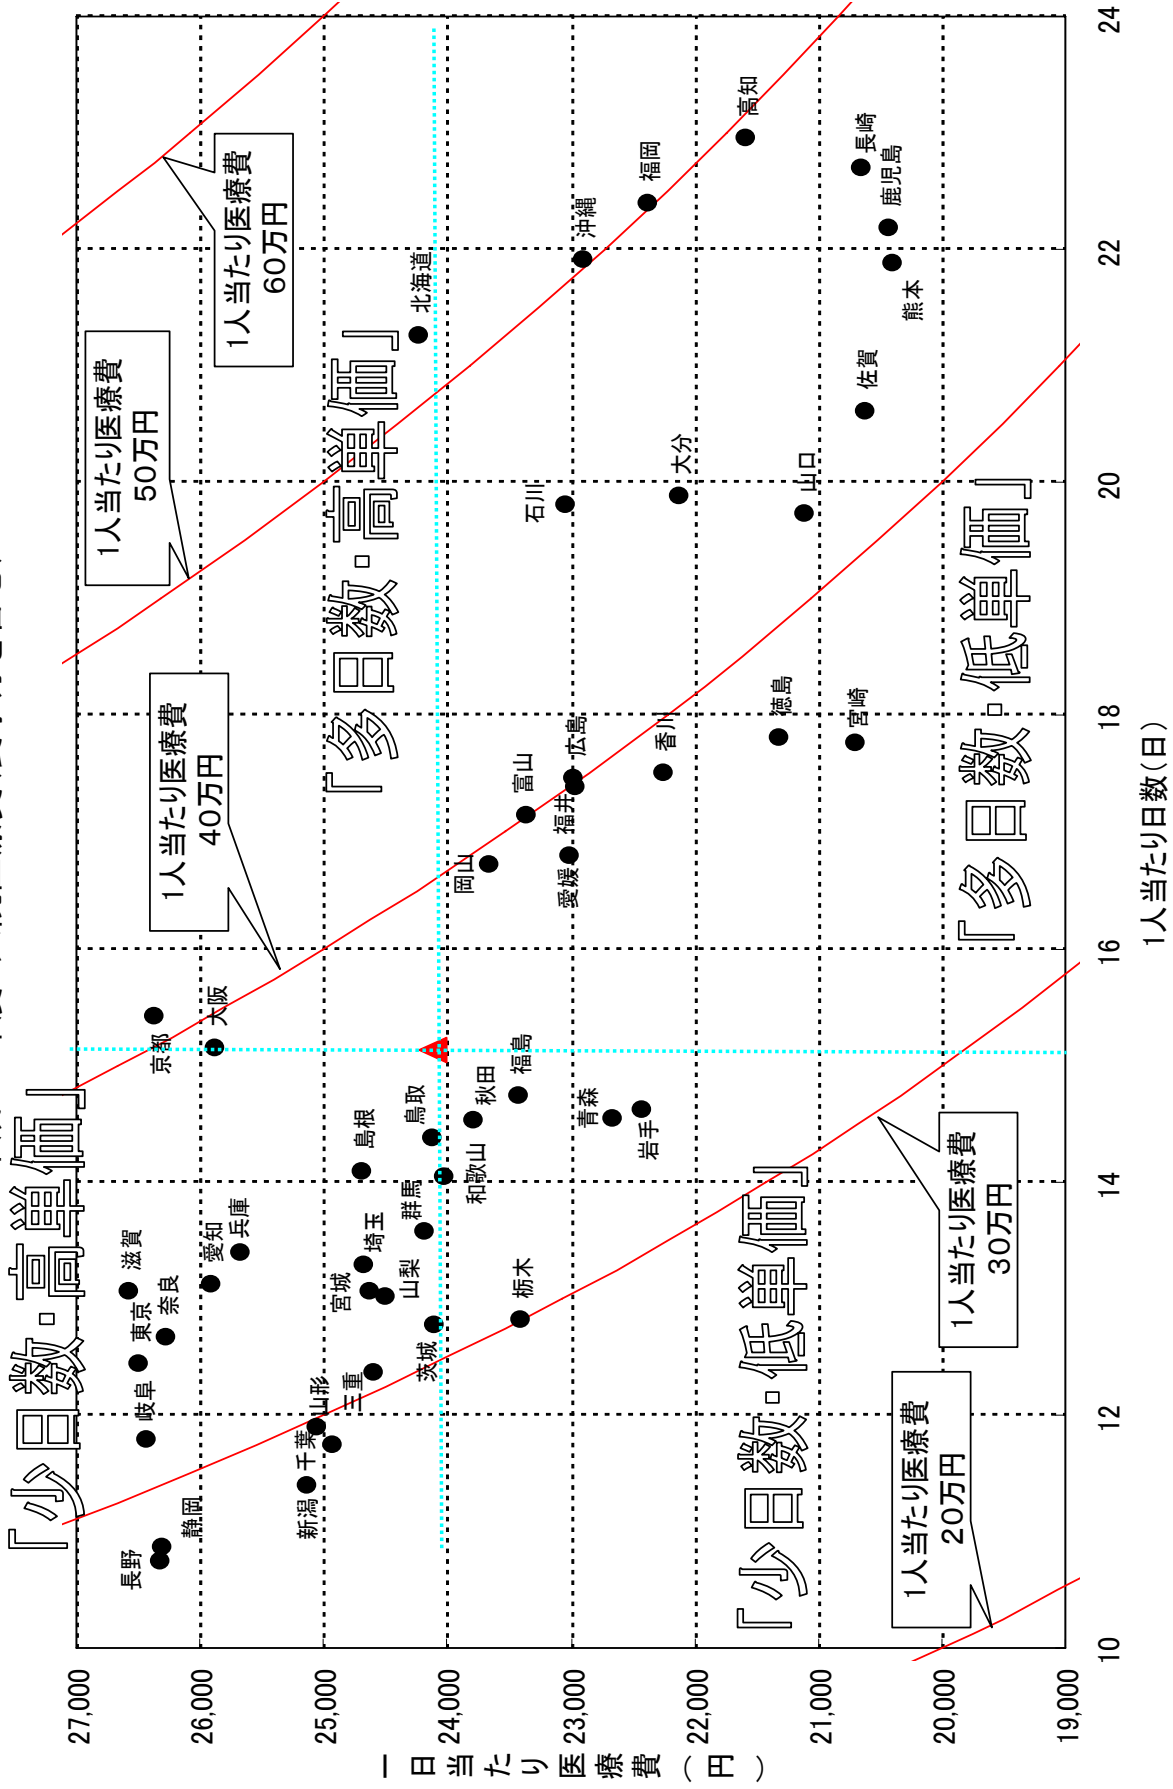 「少日数・高単価」
「多日数・高単価」
「少日数・低単価」
「多日数・低単価」
1人当たり医療費
60万円
1人当たり医療費
50万円
1人当たり医療費
40万円
1人当たり医療費
30万円
1人当たり医療費
20万円
長野
静岡
岐阜
東京
奈良
滋賀
愛知
兵庫
京都
大阪
新潟
千葉
山形
三重
宮城
埼玉
山梨
茨城
群馬
島根
鳥取
和歌山
秋田
福島
栃木
青森
岩手
岡山
富山
愛媛
福井
広島
香川
徳島
宮崎
石川
大分
山口
佐賀
北海道
沖縄
福岡
高知
長崎
鹿児島
熊本
27,000
26,000
25,000
24,000
23,000
22,000
21,000
20,000
19,000
10
12
14
16
18
20
22
24
一日当たり医療費(円)
1人当たり日数(日)